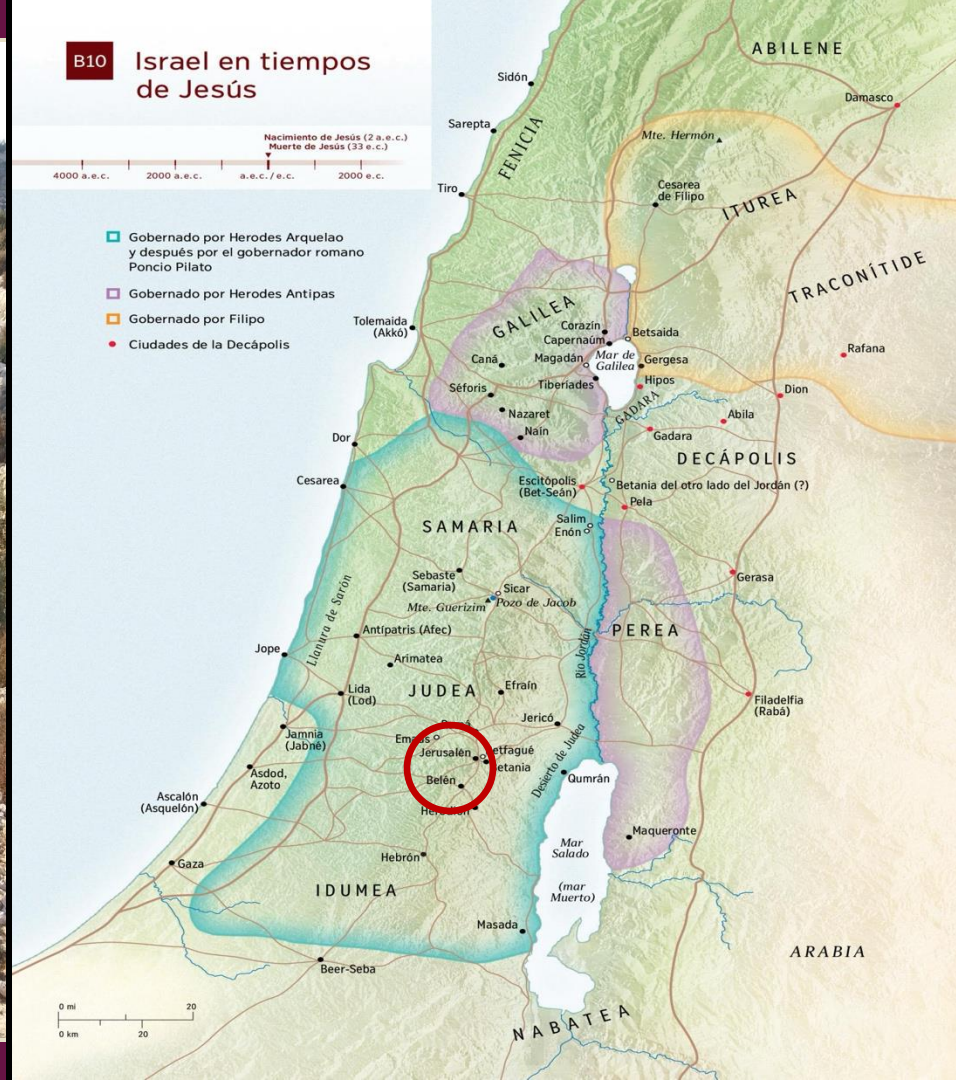 B10
Israel en tiempos
de Jesús
Nacimiento de Jesús (2 a.e.c.)
Muerte de Jesús (33 e.c.)
4000 a.e.c.
2000 a.e.c.
a.e.c./e.c.
2000 e.c.
Gobernado por Herodes Arquelao
y después por el gobernador romano
Poncio Pilato
Gobernado por Herodes Antipas
Gobernado por Filipo
Ciudades de la Decápolis
ABILENE
Sidón
Damasco
Sarepta
FENICIA
Mte. Hermón
Tiro
Cesarea
de Filipo
ITUREA
TRACONÍTIDE
GALILEA
Tolemaida
(Akkó)
Corazín
Capernaúm
Betsaida
Rafana
Caná
Magadán
Mar de
Galilea
Gergesa
Séforis
Tiberíades
Hipos
Dion
GADARA
Nazaret
Abila
Naín
Gadara
Dor
DECÁPOLIS
Cesarea
Escitópolis
(Bet-Seán)
Betania del otro lado del Jordán (?)
Pela
SAMARIA
Salim
Enón
Sebaste
(Samaria)
Gerasa
Sicar
Mte. Guerizim
Pozo de Jacob
Llanura de Sarón
Antípatris (Afec)
PEREA
Río Jordán
Jope
Arimatea
JUDEA
Efraín
Lida
(Lod)
Filadelfia
(Rabá)
Jericó
Jamnia
(Jabné)
Jerusalén
Belén
Desierto de Judea
Asdod,
Azoto
Qumrán
Ascalón
(Asquelón)
Maqueronte
Mar
Salado
(mar
Muerto)
Gaza
Hebrón
IDUMEA
Masada
ARABIA
Beer-Seba
0 mi
20
0 km
20
NABATEA